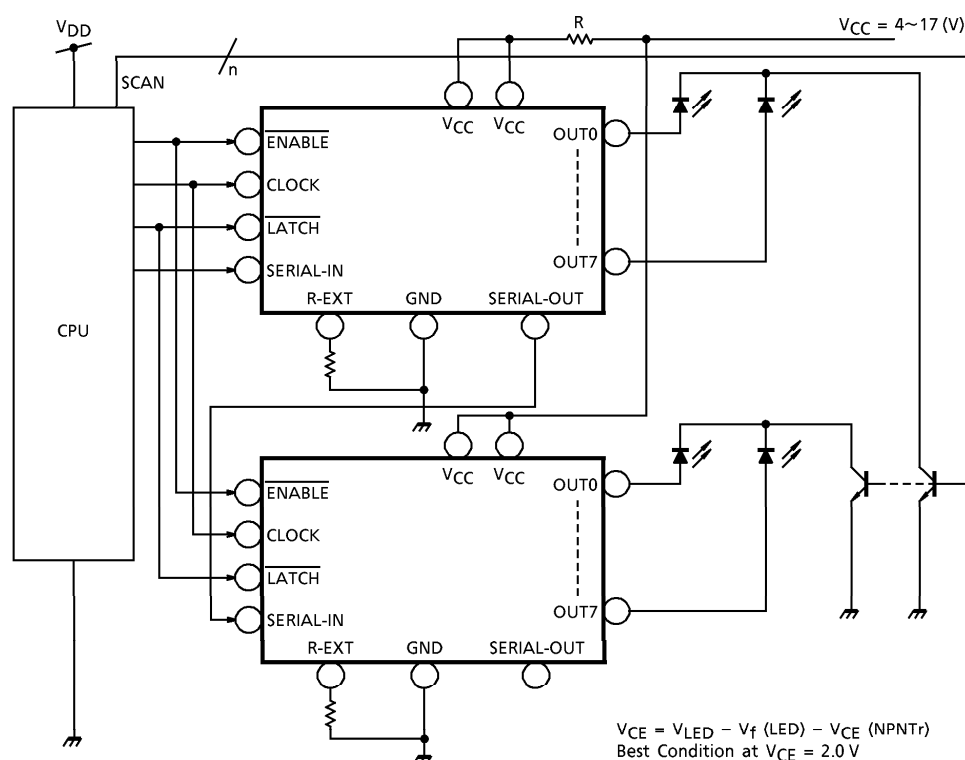 VDD
R
VCC = 4~17 (V)
n
SCAN
VCC
VCC
ENABLE
OUT0
CLOCK
LATCH
OUT7
SERIAL-IN
R-EXT
GND
SERIAL-OUT
CPU
VCC
VCC
ENABLE
OUT0
CLOCK
LATCH
OUT7
SERIAL-IN
R-EXT
GND
SERIAL-OUT
VCE = VLED − Vf (LED) − VCE (NPNTr)
Best Condition at VCE = 2.0 V